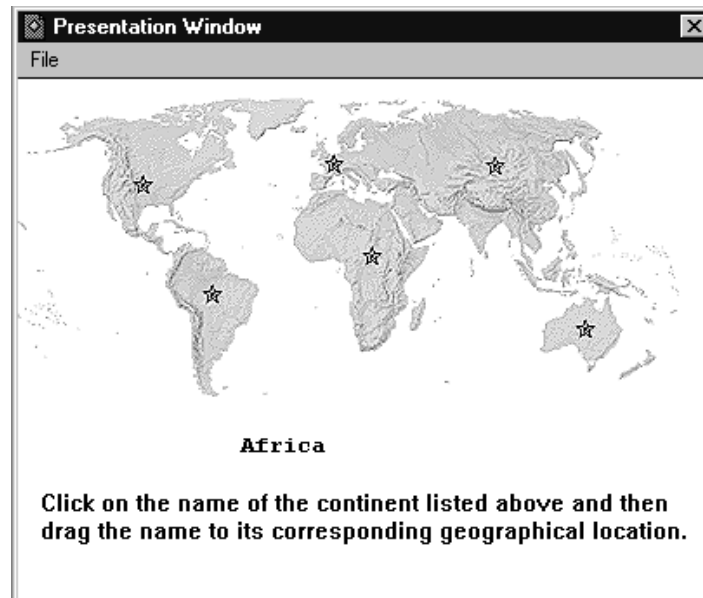 Presentation Window
File
Africa
Click on the name of the continent listed above and then
drag the name to its corresponding geographical location.